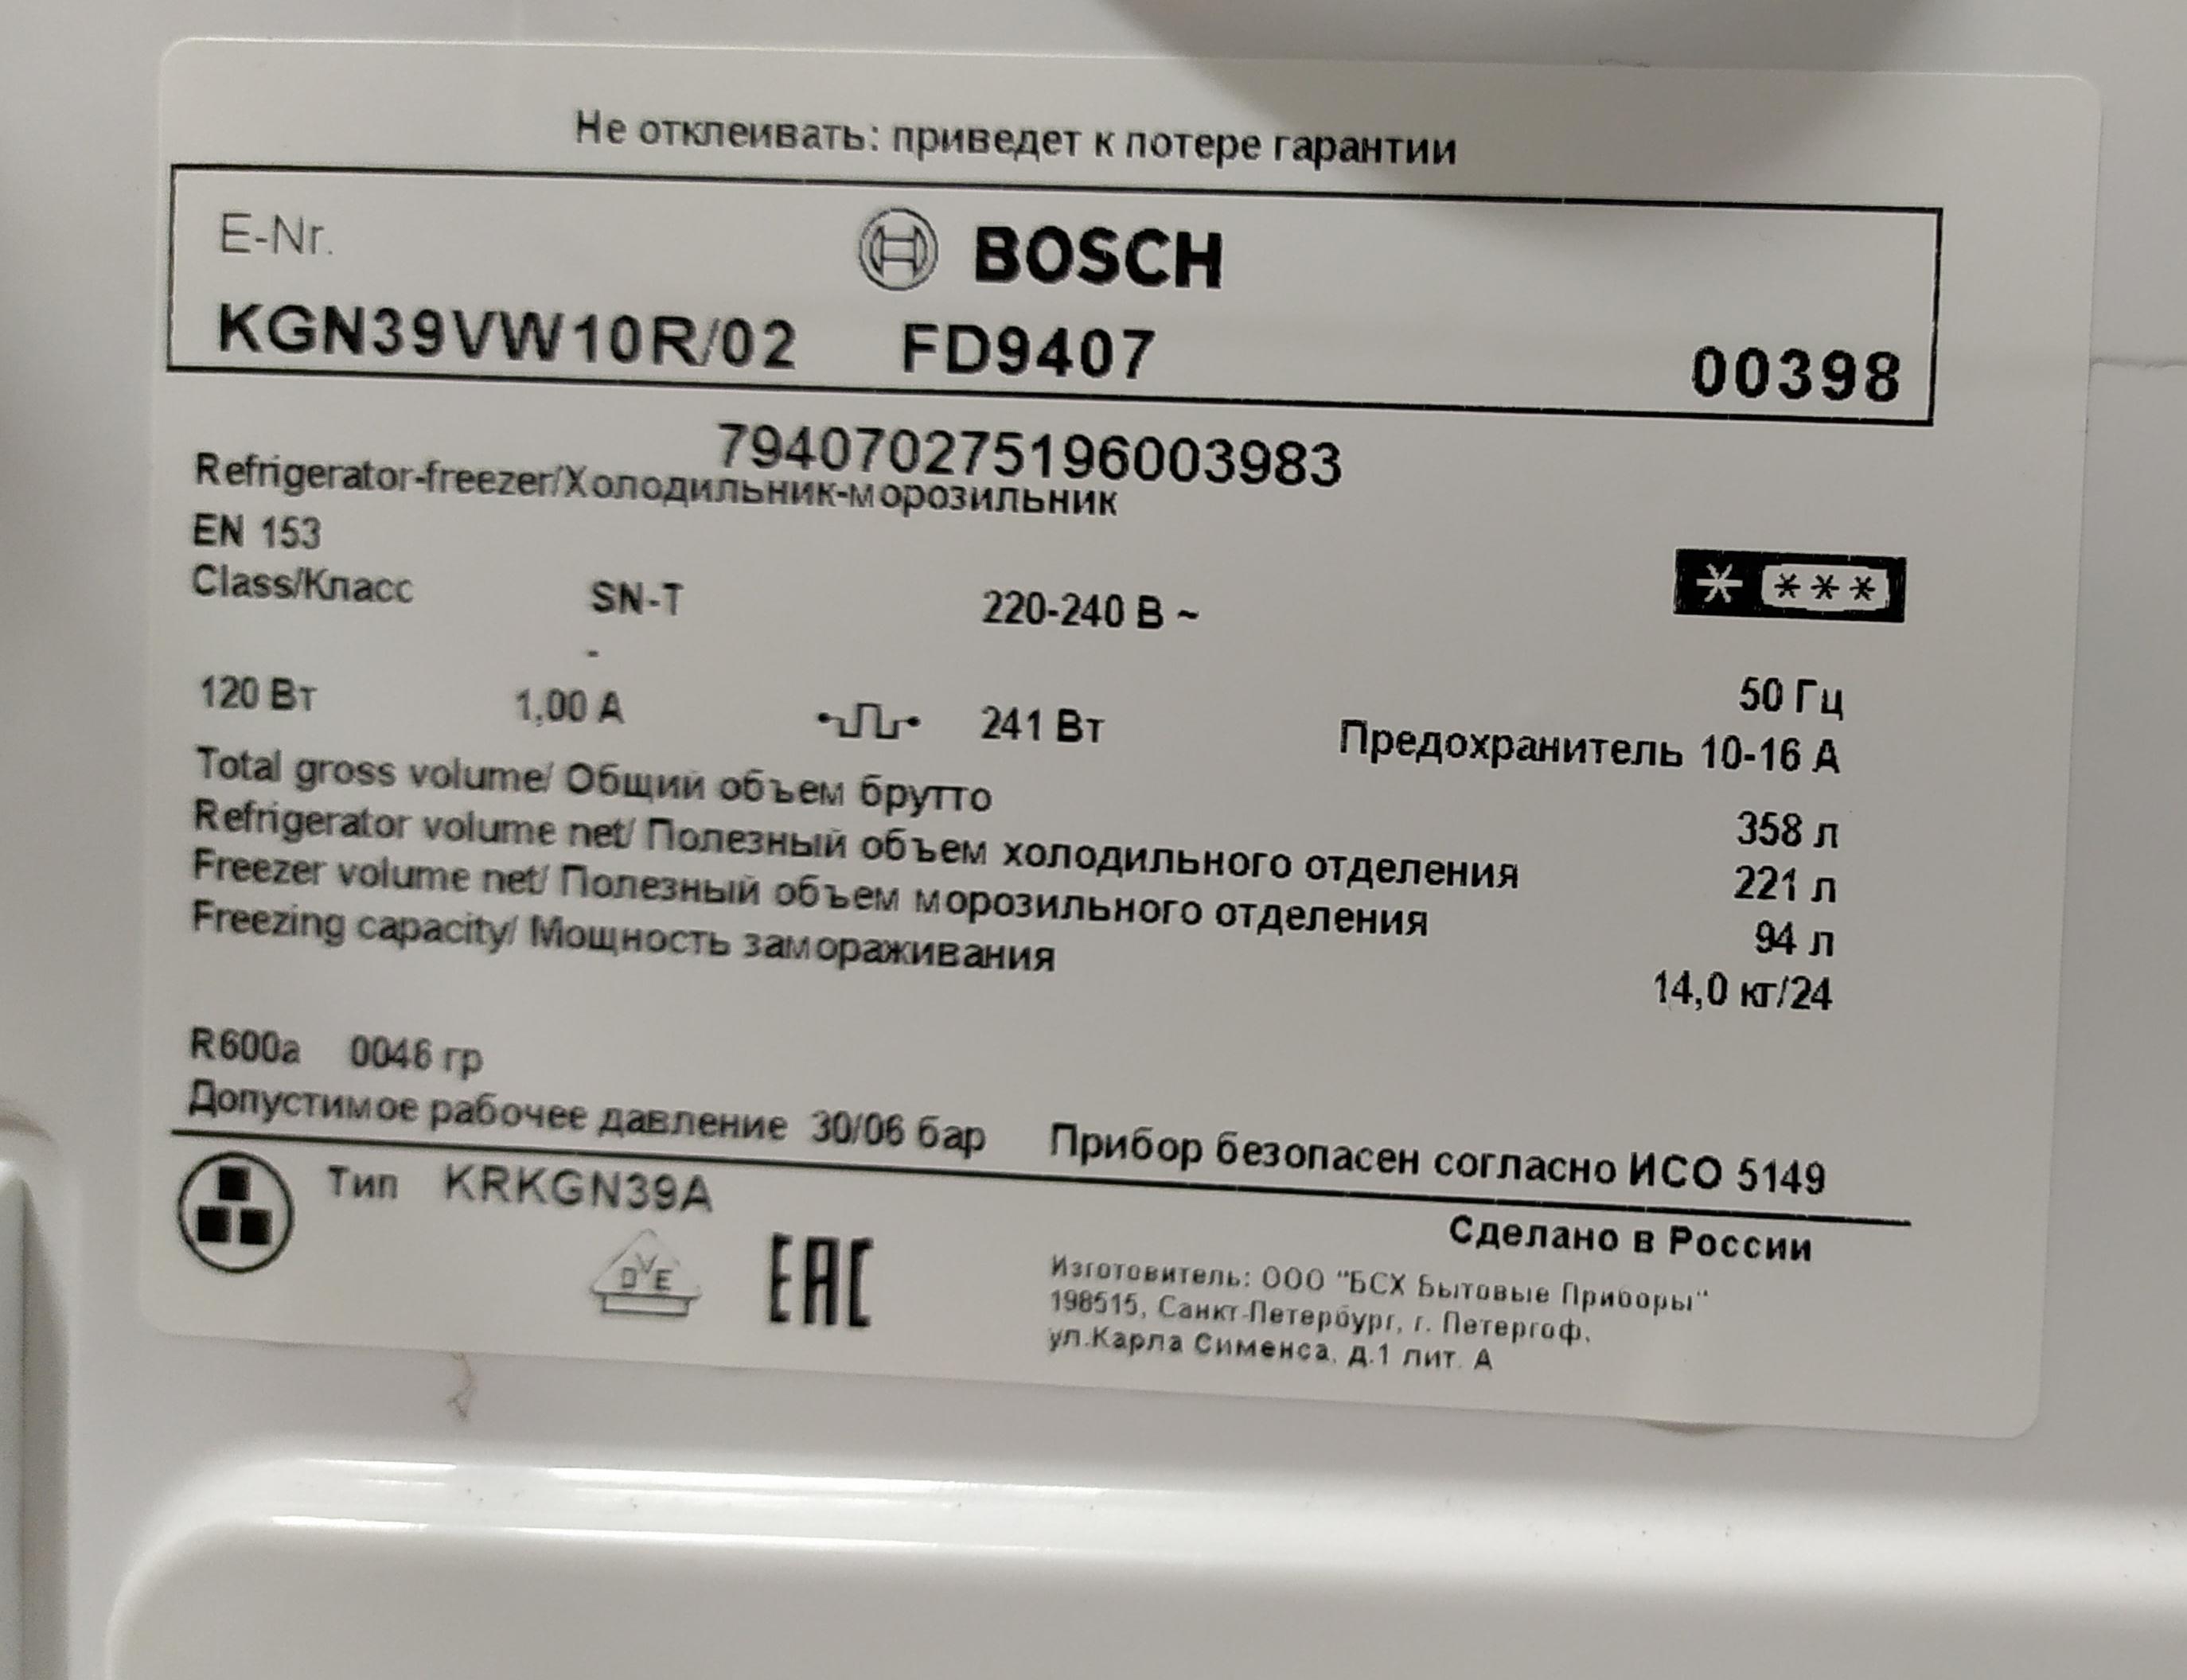 Не отклеивать: приведет к потере гарантии
E-Nr.
BOSCH
KGN39VW10R/02 FD9407 00398
794070275196003983
Refrigerator-freezer/Холодильник-морозильник
EN 153
Class/Класс SN-T 220-240 В ~
-
50 Гц
120 Вт 1,00 А 241 Вт Предохранитель 10-16 А
Total gross volume/ Общий объем брутто 358 л
Refrigerator volume net/ Полезный объем холодильного отделения 221 л
Freezer volume net/ Полезный объем морозильного отделения 94 л
Freezing capacity/ Мощность замораживания 14,0 кг/24
R600a 0046 гр
Допустимое рабочее давление 30/06 бар Прибор безопасен согласно ИСО 5149
Тип KRKGN39A
Сделано в России
DVE
EAC
Изготовитель: ООО "БСХ Бытовые Приборы"
198515, Санкт-Петербург, г. Петергоф,
ул.Карла Сименса, д.1 лит. А